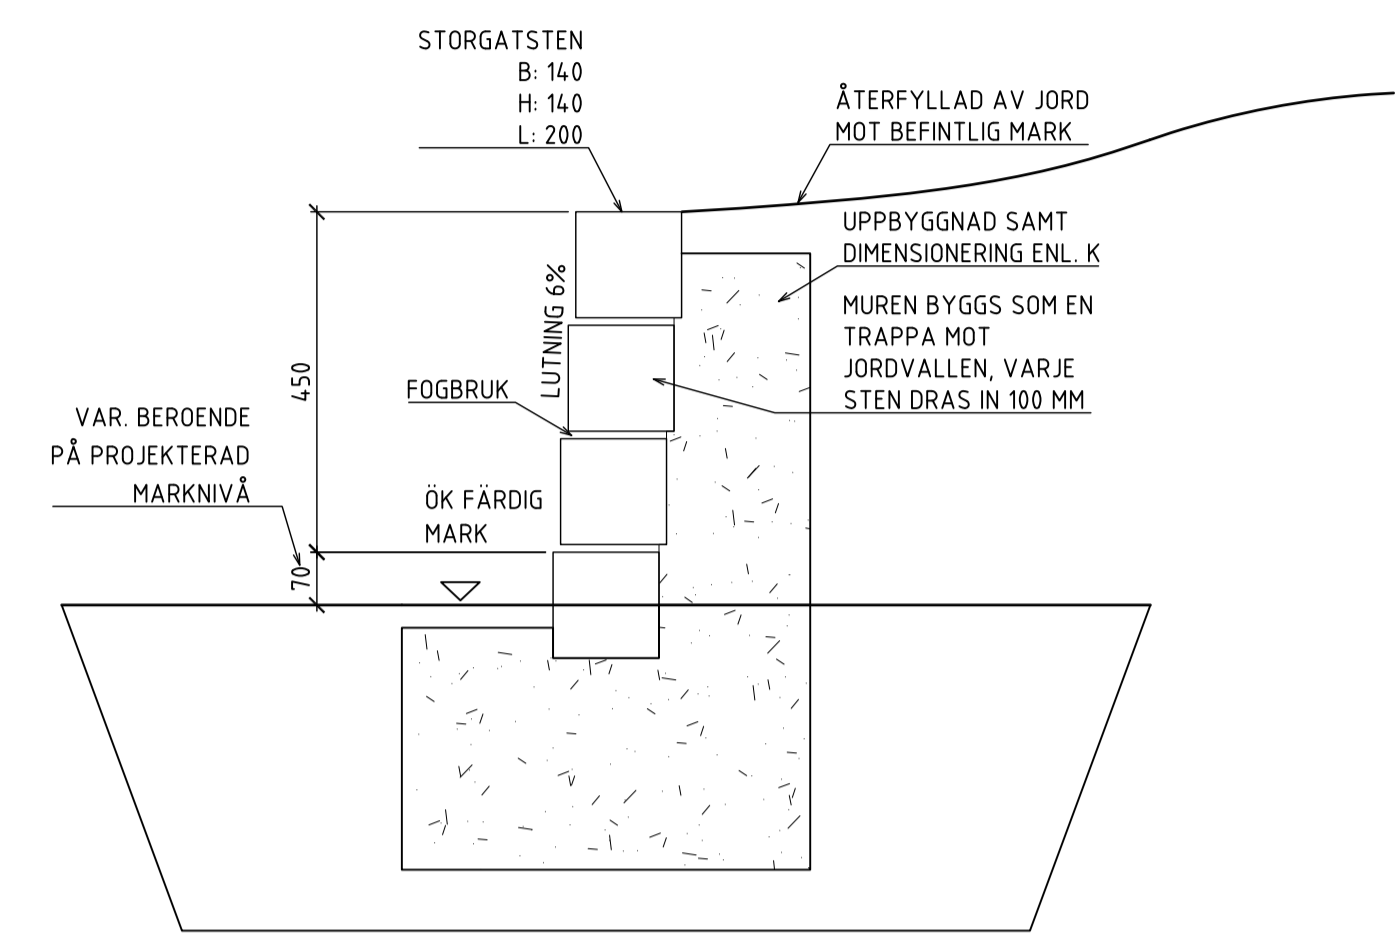 STORGATSTEN
B: 140
H: 140
L: 200
ÅTERFYLLAD AV JORD
MOT BEFINTLIG MARK
UPPBYGGNAD SAMT
DIMENSIONERING ENL. K
MUREN BYGGS SOM EN
TRAPPA MOT
JORDVALLEN, VARJE
STEN DRAS IN 100 MM
LUTNING 6%
450
FOGBRUK
VAR. BEROENDE
PÅ PROJEKTERAD
MARKNIVÅ
ÖK FÄRDIG
MARK
70